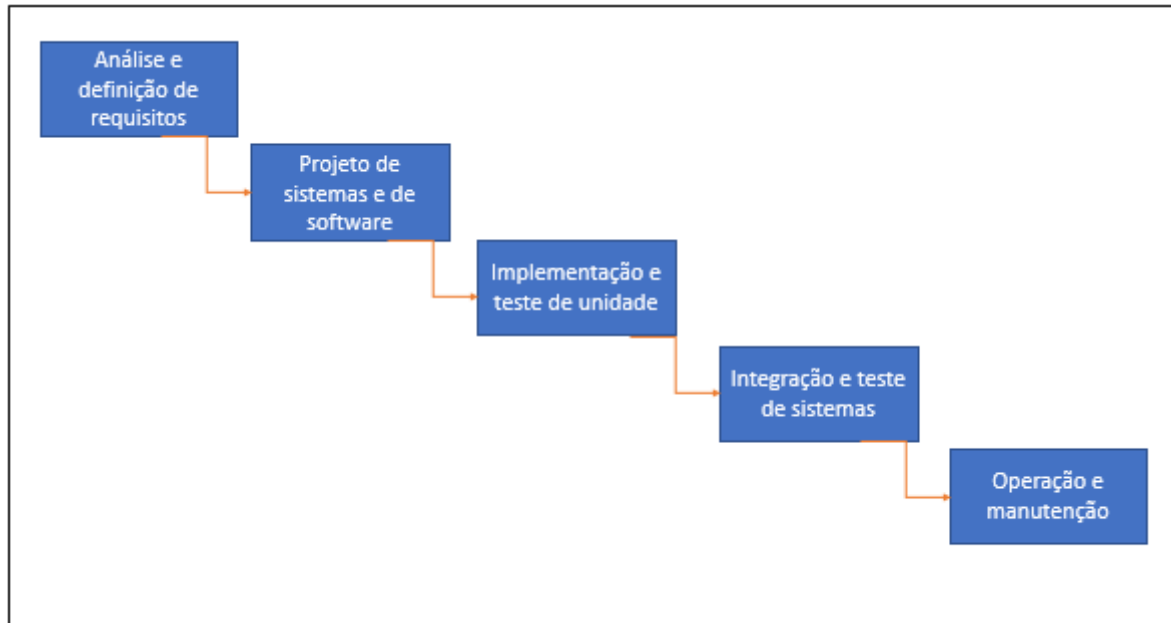 Análise e
definição de
requisitos
Projeto de
sistemas e de
software
Implementação e
teste de unidade
Integração e teste
de sistemas
Operação e
manutenção